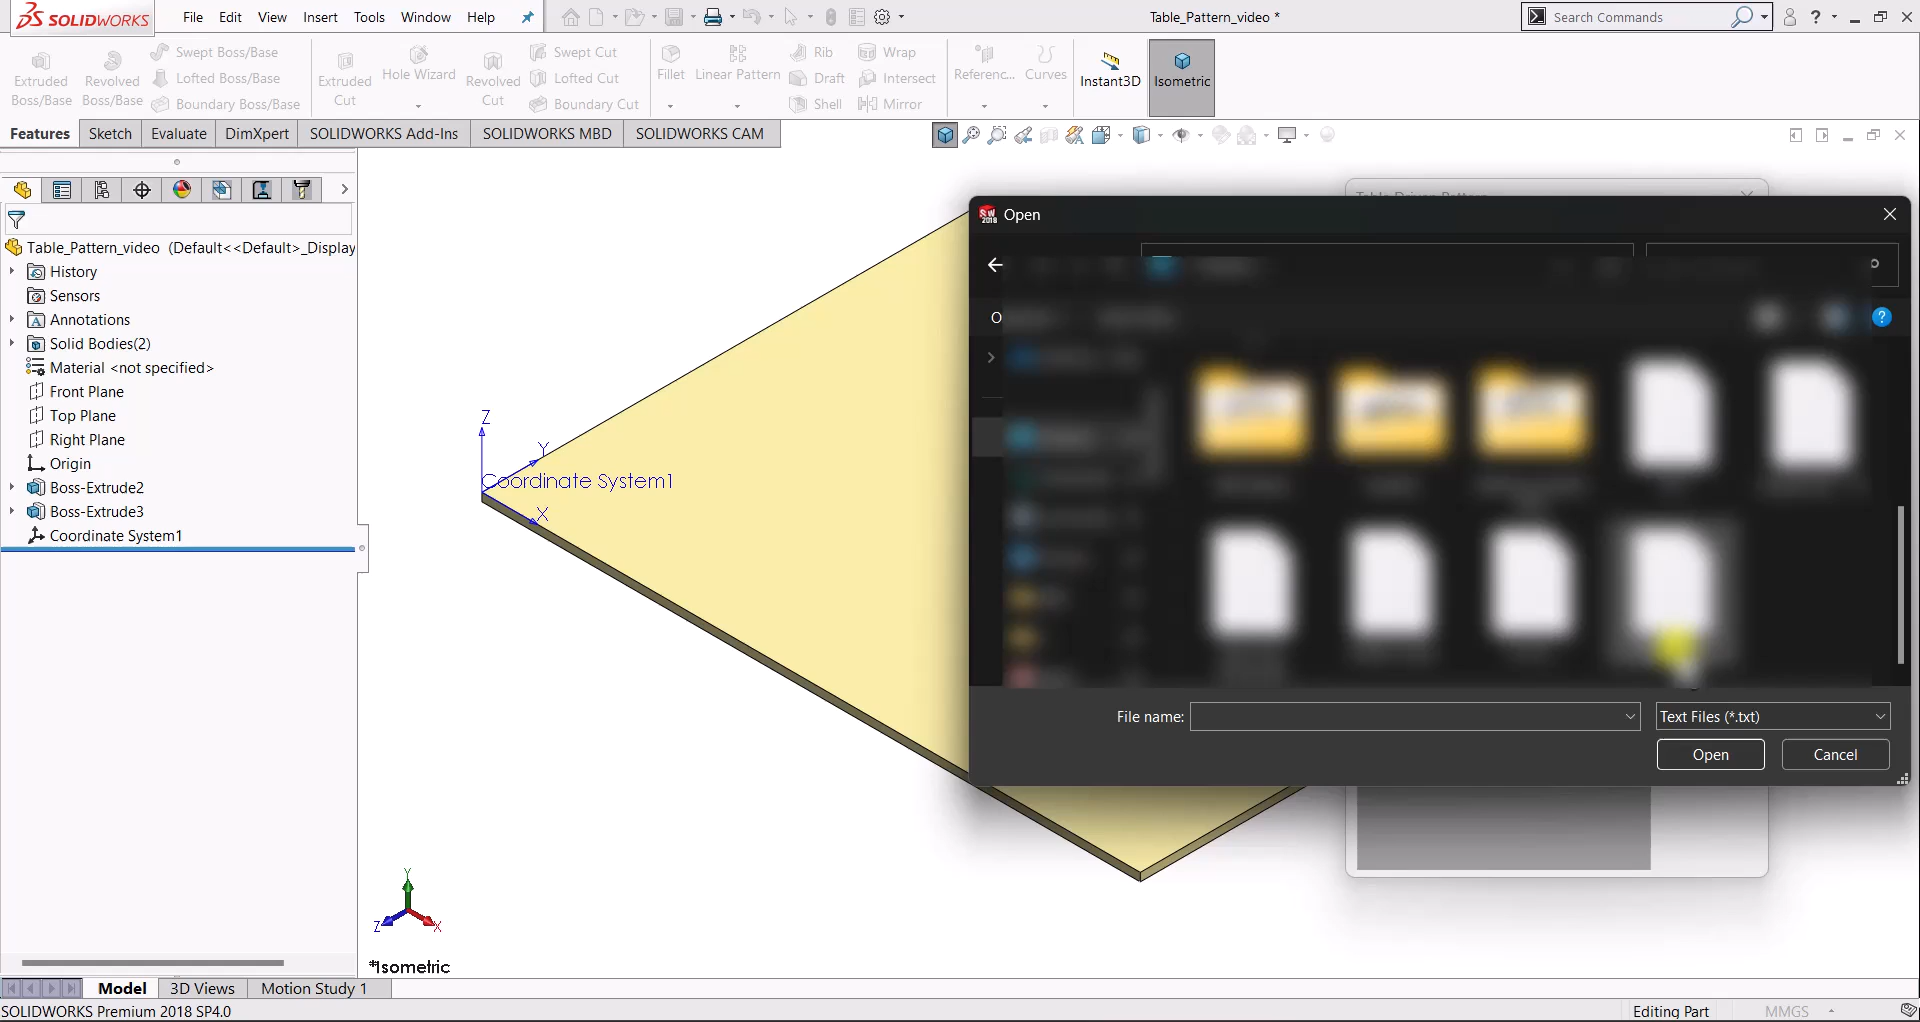 SOLIDWORKS File Edit View Insert Tools Window Help Table_Pattern_video * Search Commands
Extruded Boss/Base
Revolved Boss/Base
Swept Boss/Base
Lofted Boss/Base
Boundary Boss/Base
Extruded Cut
Hole Wizard
Revolved Cut
Swept Cut
Lofted Cut
Boundary Cut
Fillet
Linear Pattern
Rib
Draft
Shell
Wrap
Intersect
Mirror
Referenc...
Curves
Instant3D
Isometric
Features Sketch Evaluate DimXpert SOLIDWORKS Add-Ins SOLIDWORKS MBD SOLIDWORKS CAM
Table_Pattern_video (Default<<Default>_Display
History
Sensors
Annotations
Solid Bodies(2)
Material <not specified>
Front Plane
Top Plane
Right Plane
Origin
Boss-Extrude2
Boss-Extrude3
Coordinate System1
Z
Y
Coordinate System1
X
Table Driven Pattern
SW 2018 Open
File name: Text Files (*.txt)
Open Cancel
Y
Z X
*Isometric
Model 3D Views Motion Study 1
SOLIDWORKS Premium 2018 SP4.0 Editing Part MMGS